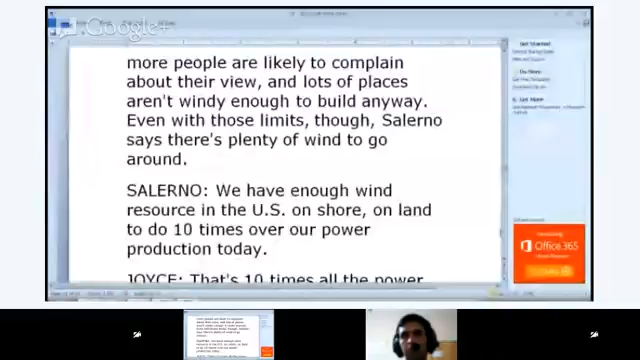 Google+
more people are likely to complain
about their view, and lots of places
aren't windy enough to build anyway.
Even with those limits, though, Salerno
says there's plenty of wind to go
around.
SALERNO: We have enough wind
resource in the U.S. on shore, on land
to do 10 times over our power
production today.
JOYCE: That's 10 times all the power
Get Started
Do More
Office 365